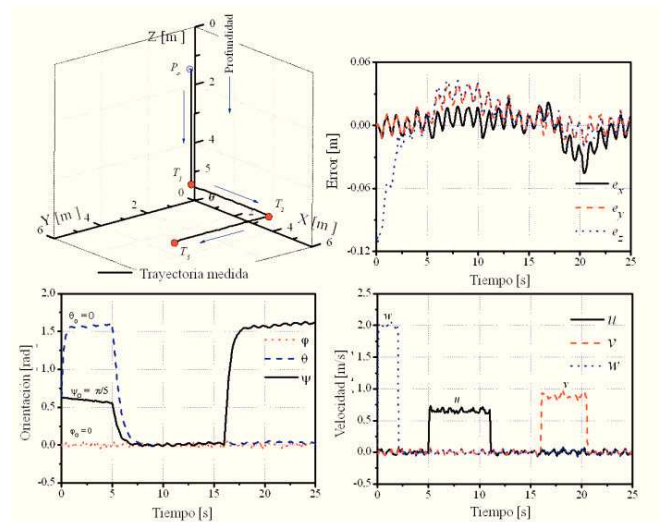 Z [m]
Profundidad
0
2
4
5
P₀
T₁
T₂
T₃
Y [m]
6
4
2
0
0
2
4
6
X [m]
Trayectoria medida
0.06
0.00
-0.06
-0.12
Error [m]
eₓ
e_y
e_z
0 5 10 15 20 25
Tiempo [s]
2.0
1.5
1.0
0.5
0.0
-0.5
Orientación [rad]
θ₀=0
ψ₀ = π/5
φ₀=0
φ
θ
ψ
0 5 10 15 20 25
Tiempo [s]
2.5
2.0
1.5
1.0
0.5
0.0
-0.5
Velocidad [m/s]
w
u
v
u
v
w
0 5 10 15 20 25
Tiempo [s]